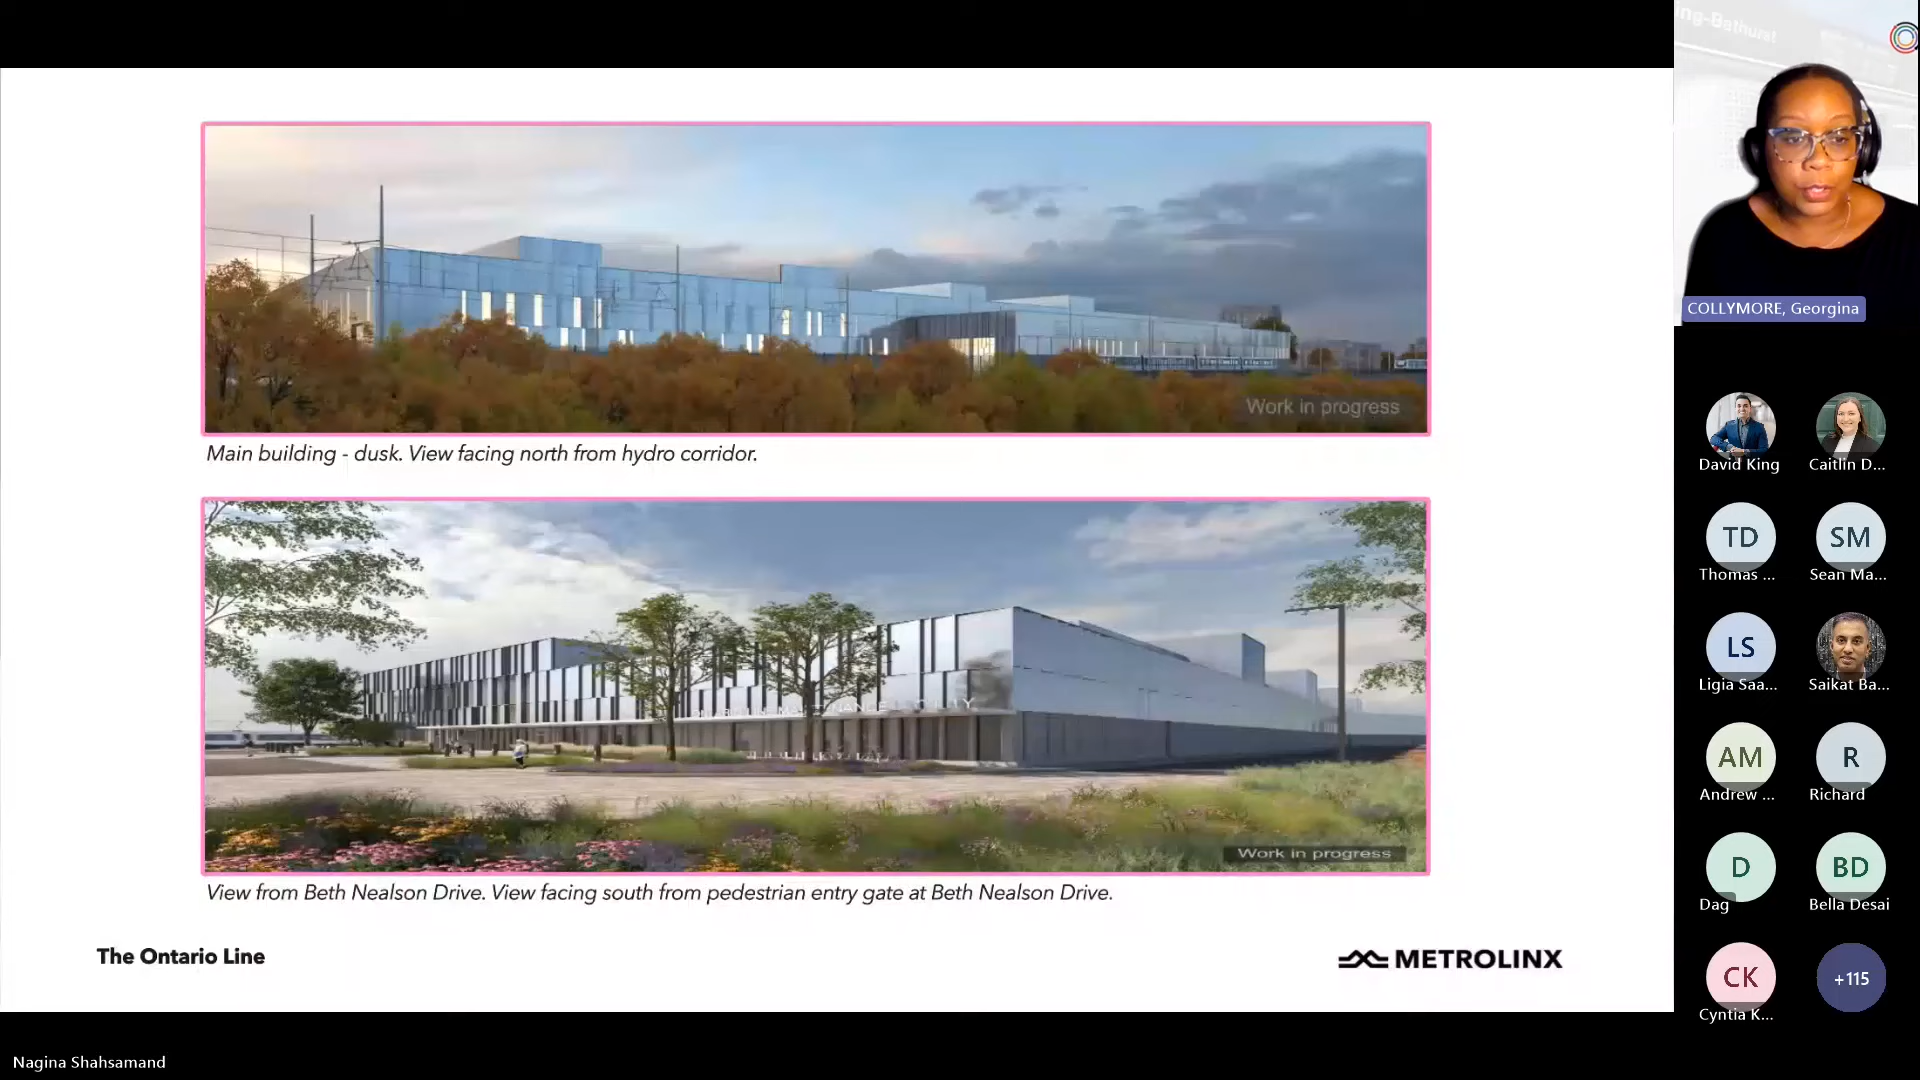 ng-Bathurst
COLLYMORE, Georgina
Work in progress
Main building - dusk. View facing north from hydro corridor.
Work in progress
View from Beth Nealson Drive. View facing south from pedestrian entry gate at Beth Nealson Drive.
The Ontario Line
METROLINX
David King
Caitlin D...
TD
SM
Thomas ...
Sean Ma...
LS
Ligia Saa...
Saikat Ba...
AM
R
Andrew ...
Richard
D
BD
Dag
Bella Desai
CK
+115
Cyntia K...
Nagina Shahsamand